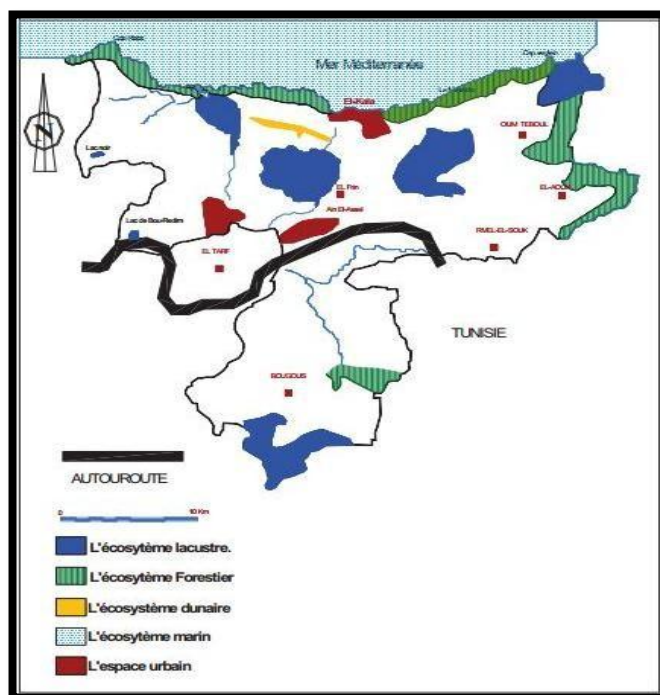 Mer Méditerranée
El-Kala
OUM TEBOUL
Lac noir
EL Frin
EL-AIOUN
Lac de Bou-Redim
Ain El-Assel
EL TARF
RMEL-EL-SOUK
TUNISIE
BOUGOUS
N
AUTOUROUTE
0 10 Km
L'écosytème lacustre.
L'écosytème Forestier
L'écosystème dunaire
L'écosytème marin
L'espace urbain